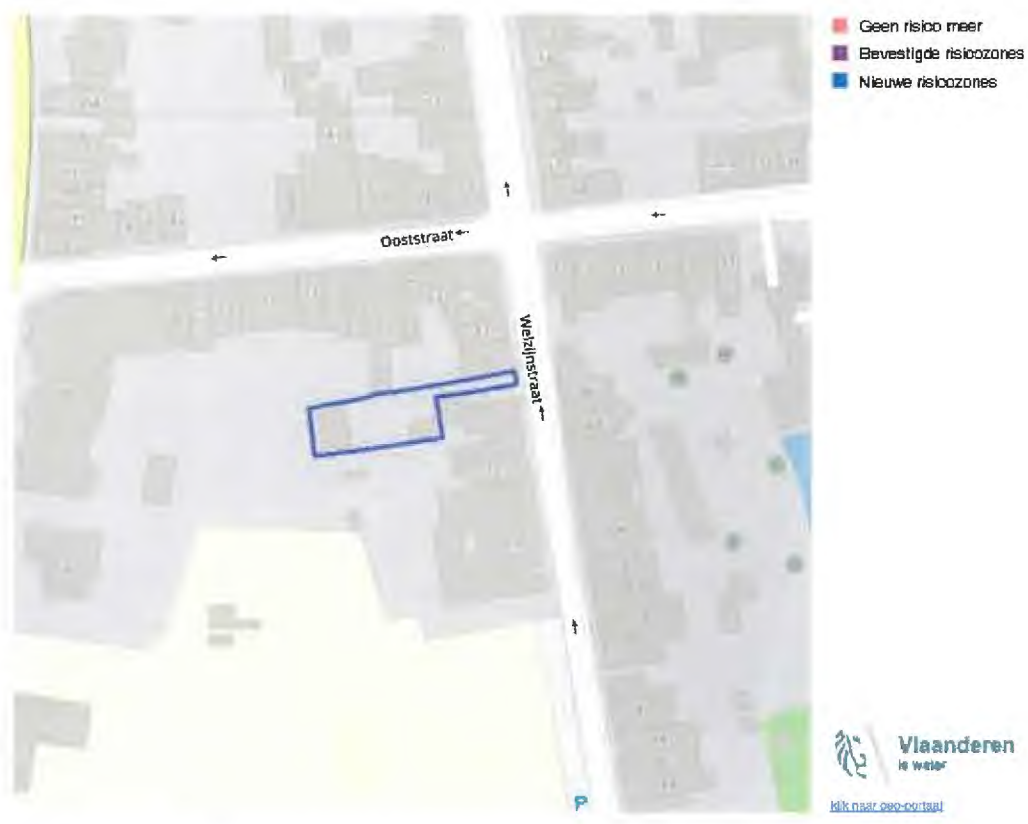 Geen risico meer
Bevestigde risicozones
Nieuwe risicozones
Ooststraat
Welzijnstraat
Vlaanderen
is water
klik naar geo-portaal
P